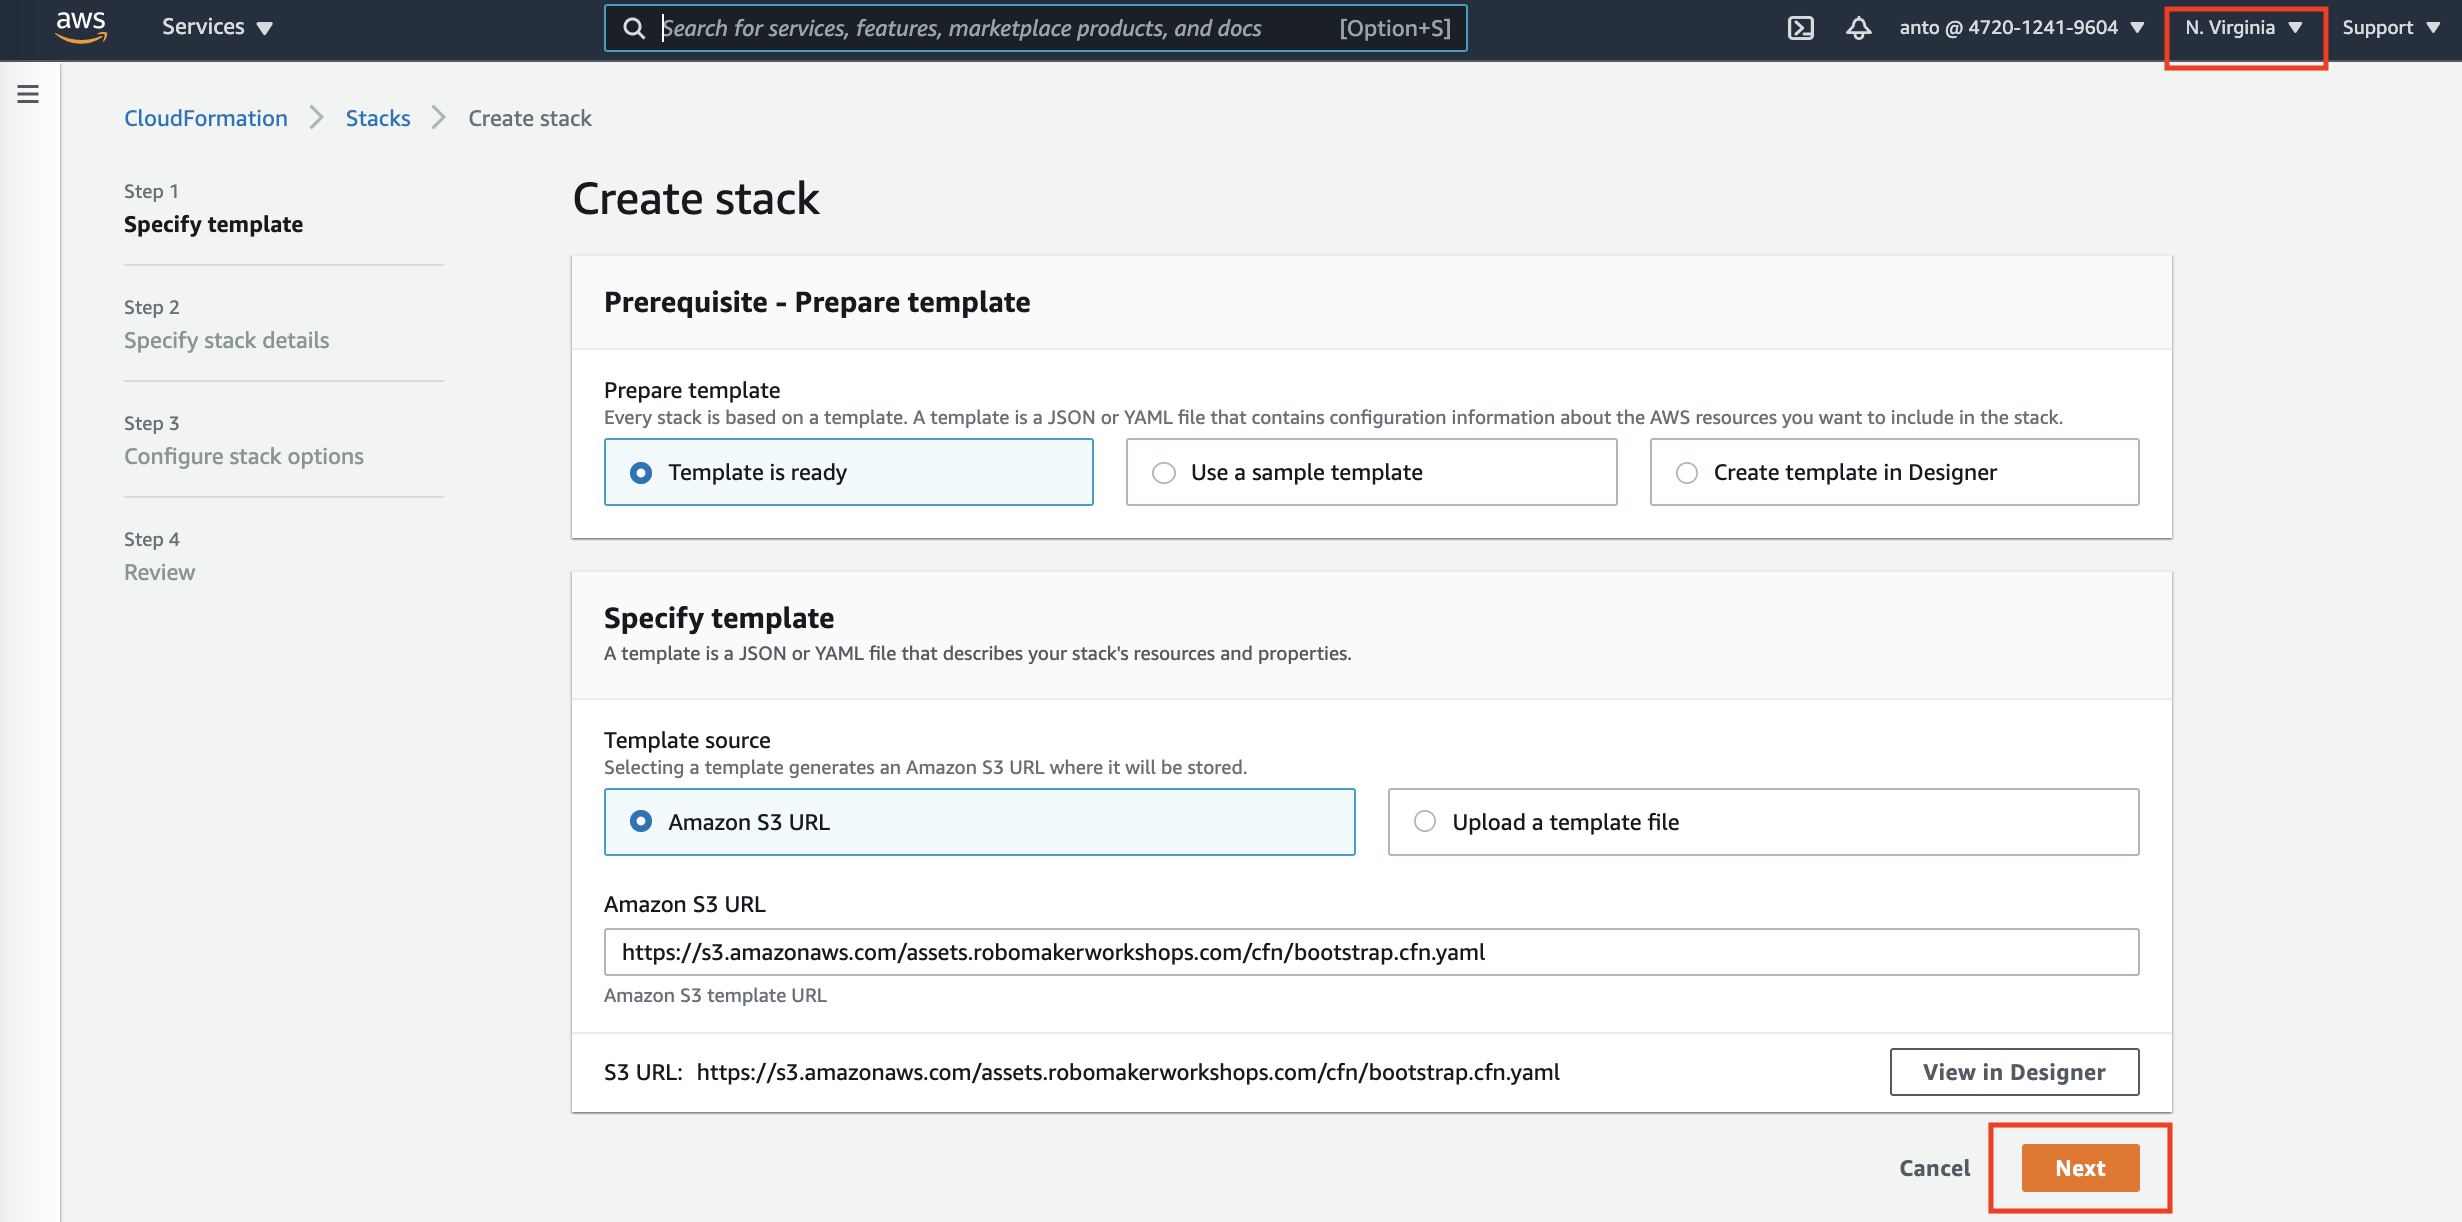 aws
Services
Search for services, features, marketplace products, and docs
[Option+S]
anto @ 4720-1241-9604
N. Virginia
Support
CloudFormation
Stacks
Create stack
Step 1
Specify template
Step 2
Specify stack details
Step 3
Configure stack options
Step 4
Review
Create stack
Prerequisite - Prepare template
Prepare template
Every stack is based on a template. A template is a JSON or YAML file that contains configuration information about the AWS resources you want to include in the stack.
Template is ready
Use a sample template
Create template in Designer
Specify template
A template is a JSON or YAML file that describes your stack's resources and properties.
Template source
Selecting a template generates an Amazon S3 URL where it will be stored.
Amazon S3 URL
Upload a template file
Amazon S3 URL
https://s3.amazonaws.com/assets.robomakerworkshops.com/cfn/bootstrap.cfn.yaml
Amazon S3 template URL
S3 URL: https://s3.amazonaws.com/assets.robomakerworkshops.com/cfn/bootstrap.cfn.yaml
View in Designer
Cancel
Next